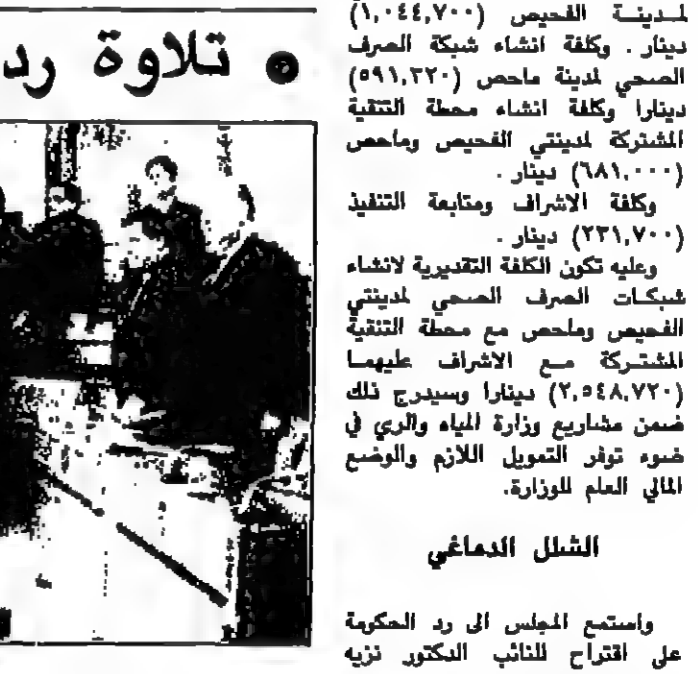 لمدينة الفحيص (١,٠٤٤,٧٠٠)
دينار . وكلفة انشاء شبكة الصرف
الصحي لمدينة ماحص (٥٩١,٣٢٠)
دينارا وكلفة انشاء محطة التنقية
المشتركة لمدينتي الفحيص وماحص
(٦٨١,٠٠٠) دينار .
وكلفة الاشراف ومتابعة التنفيذ
(٢٣١,٧٠٠) دينار .
وعليه تكون الكلفة التقديرية لانشاء
شبكات الصرف الصحي لمدينتي
الفحيص وماحص مع محطة التنقية
المشتركة مع الاشراف عليهما
(٢,٥٤٨,٧٢٠) دينارا وسيدرج ذلك
ضمن مشاريع وزارة المياه والري في
ضوء توفر التمويل اللازم والوضع
المالي العام للوزارة.
الشلل الدماغي
واستمع المجلس الى رد الحكومة
على اقتراح للنائب الدكتور نزيه
● تلاوة رد